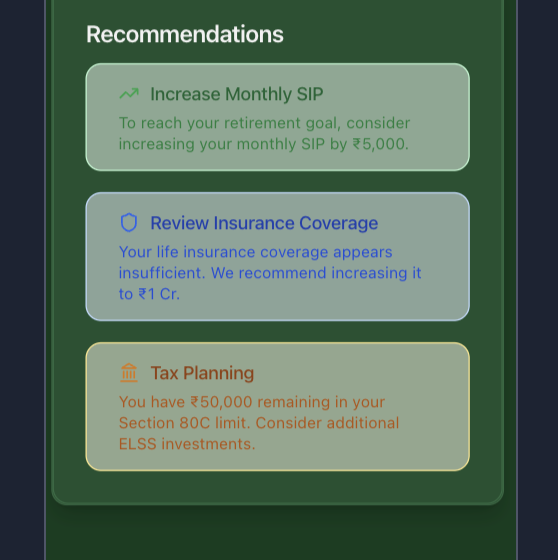 Recommendations
Increase Monthly SIP
To reach your retirement goal, consider
increasing your monthly SIP by ₹5,000.
Review Insurance Coverage
Your life insurance coverage appears
insufficient. We recommend increasing it
to ₹1 Cr.
Tax Planning
You have ₹50,000 remaining in your
Section 80C limit. Consider additional
ELSS investments.